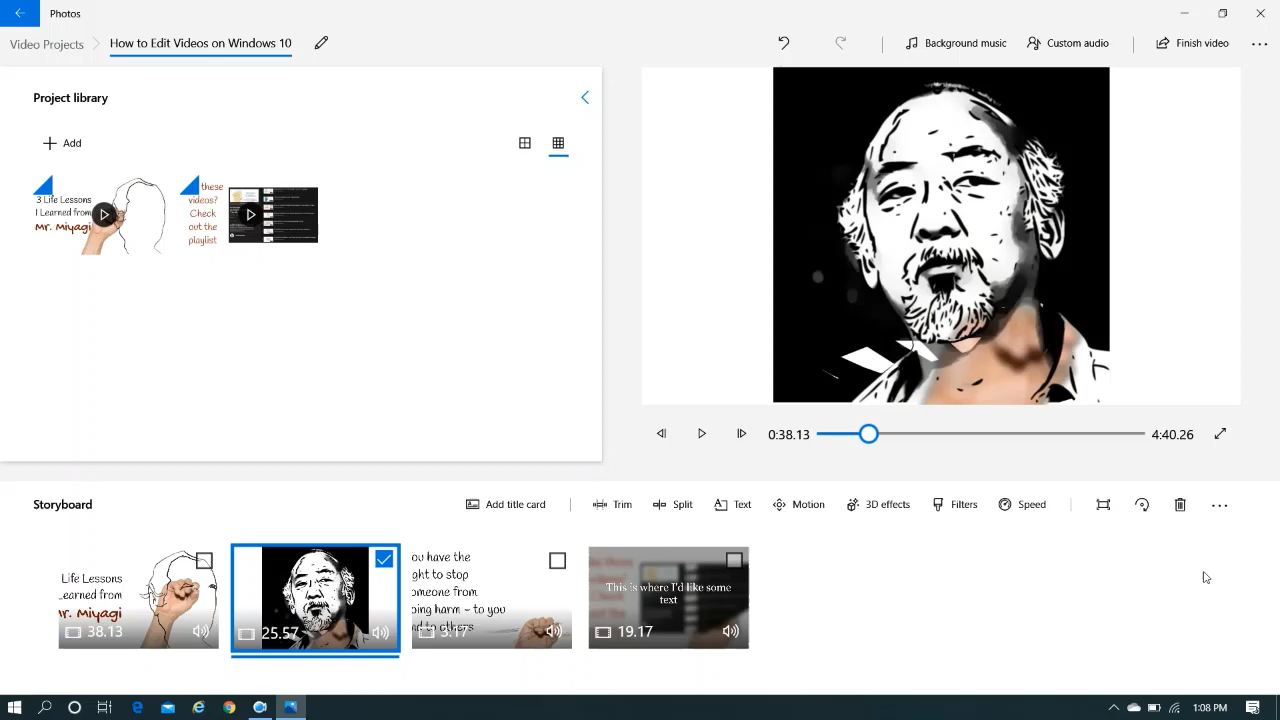 Photos
Video Projects
How to Edit Videos on Windows 10
Background music
Custom audio
Finish video
Project library
Add
Life Lessons
I Learned from
Mr. Miyagi
these
videos?
Check
out the
playlist
0:38.13
4:40.26
Storyboard
Add title card
Trim
Split
Text
Motion
3D effects
Filters
Speed
Life Lessons
earned from
r. Miyagi
38.13
25.57
ou have the
ght to stop
omeone from
oing harm – to you
nd to others
3.17
This is where I'd like some
text
19.17
1:08 PM